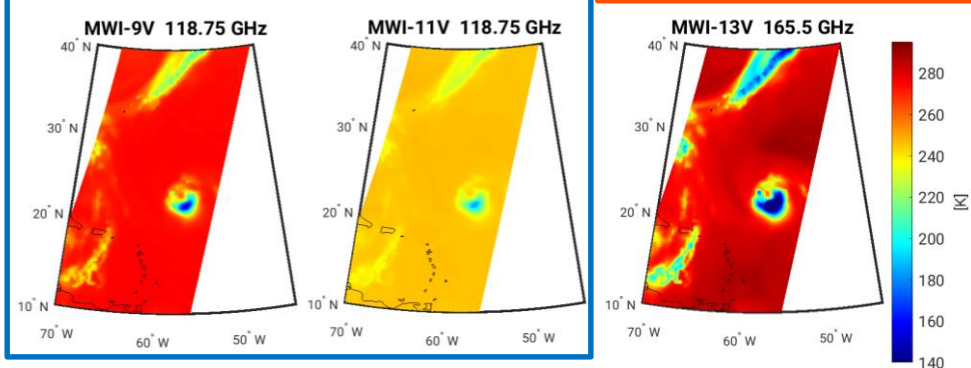 MWI-9V 118.75 GHz
MWI-11V 118.75 GHz
MWI-13V 165.5 GHz
40° N
30° N
20° N
10° N
70° W
60° W
50° W
40° N
30° N
20° N
10° N
70° W
60° W
50° W
40° N
30° N
20° N
10° N
70° W
60° W
50° W
280
260
240
220
200
180
160
140
[K]